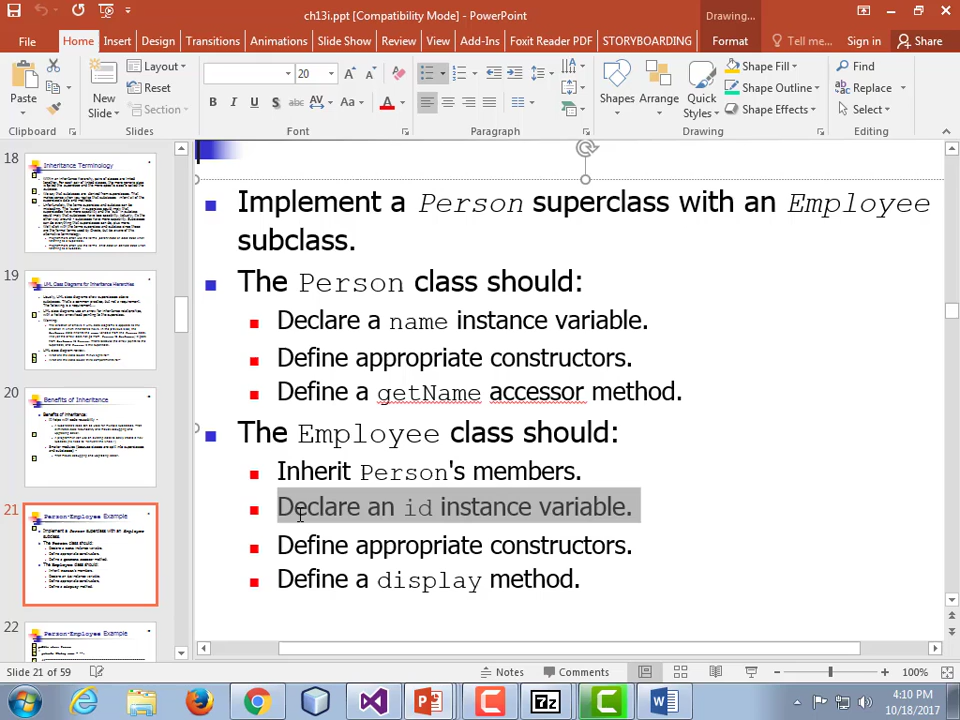 ch13i.ppt [Compatibility Mode] - PowerPoint
Drawing...
File Home Insert Design Transitions Animations Slide Show Review View Add-Ins Foxit Reader PDF STORYBOARDING Format Tell me... Sign in Share
Paste
New Slide
Layout
Reset
Section
20
B I U S abc AV Aa A
Shapes Arrange Quick Styles
Shape Fill
Shape Outline
Shape Effects
Find
Replace
Select
Clipboard Slides Font Paragraph Drawing Editing
18
Inheritance Terminology
19
UML Class Diagrams for Inheritance Hierarchies
20
Benefits of Inheritance
21
Person-Employee Example
22
Person-Employee Example
Implement a Person superclass with an Employee
subclass.
The Person class should:
Declare a name instance variable.
Define appropriate constructors.
Define a getName accessor method.
The Employee class should:
Inherit Person's members.
Declare an id instance variable.
Define appropriate constructors.
Define a display method.
Slide 21 of 59 Notes Comments 100%
4:10 PM
10/18/2017